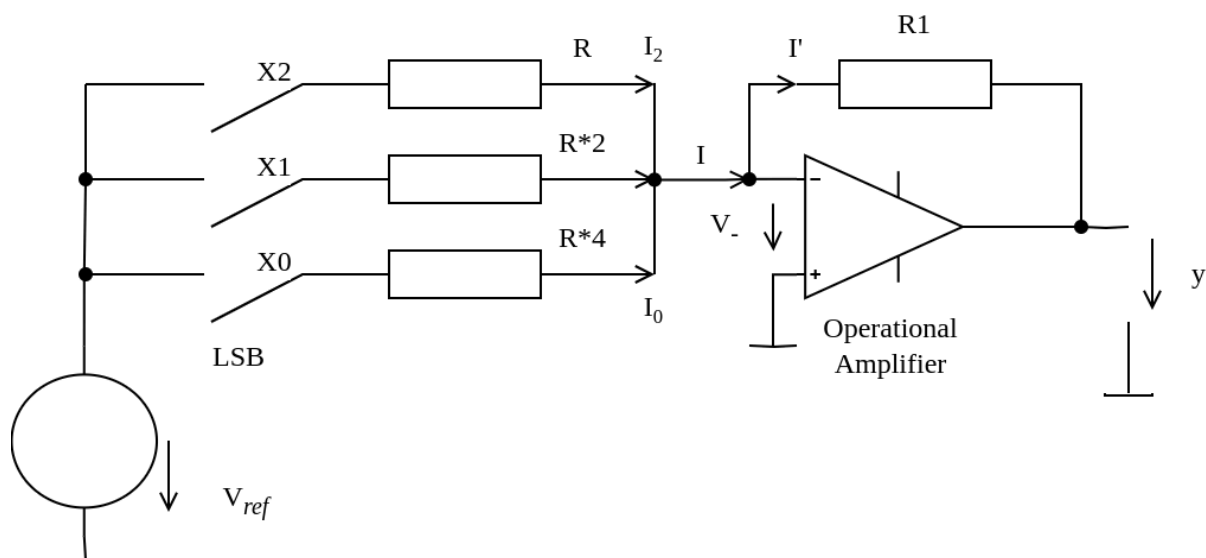 R1
R
I2
I'
X2
R*2
X1
I
R*4
V-
X0
I0
y
LSB
Operational
Amplifier
Vref